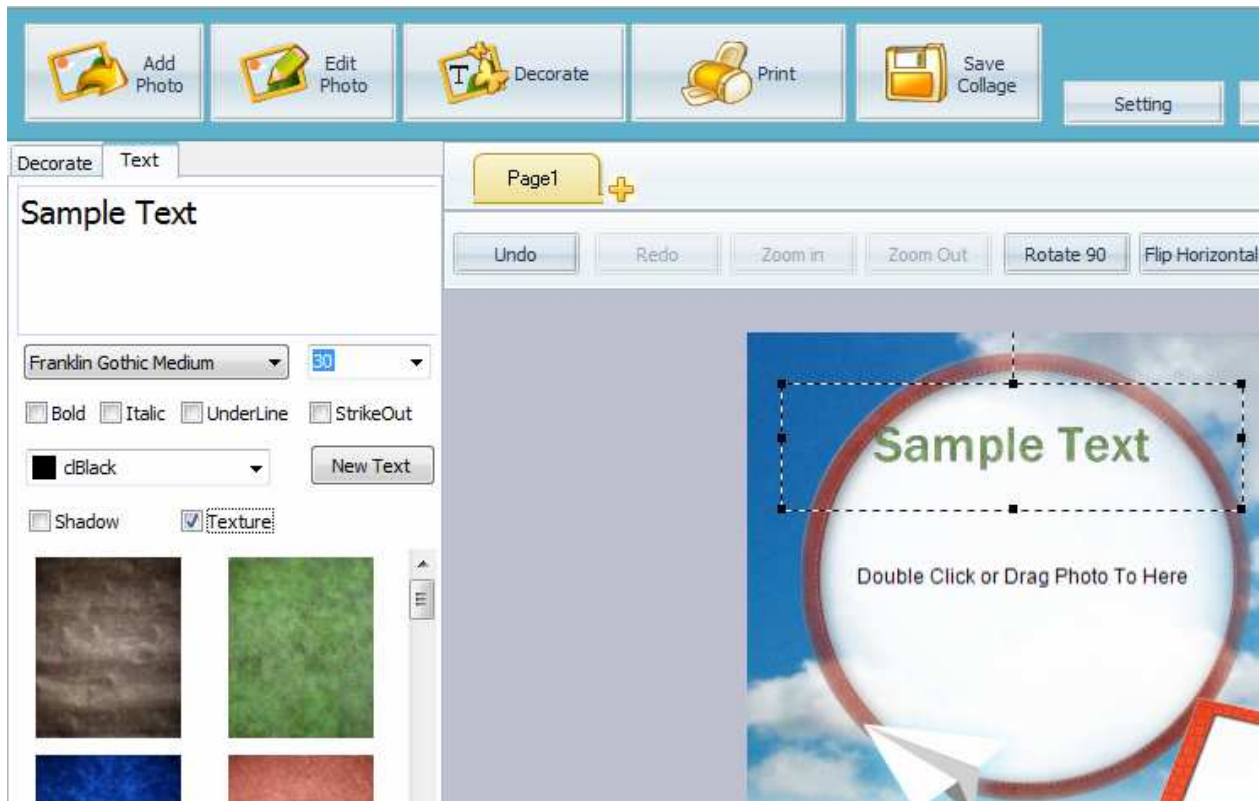 Add
Photo
Edit
Photo
T
Decorate
Print
Save
Collage
Setting
Decorate
Text
Page1
Sample Text
Undo
Redo
Zoom in
Zoom Out
Rotate 90
Flip Horizontal
Franklin Gothic Medium
30
Bold
Italic
UnderLine
StrikeOut
clBlack
New Text
Shadow
Texture
Sample Text
Double Click or Drag Photo To Here